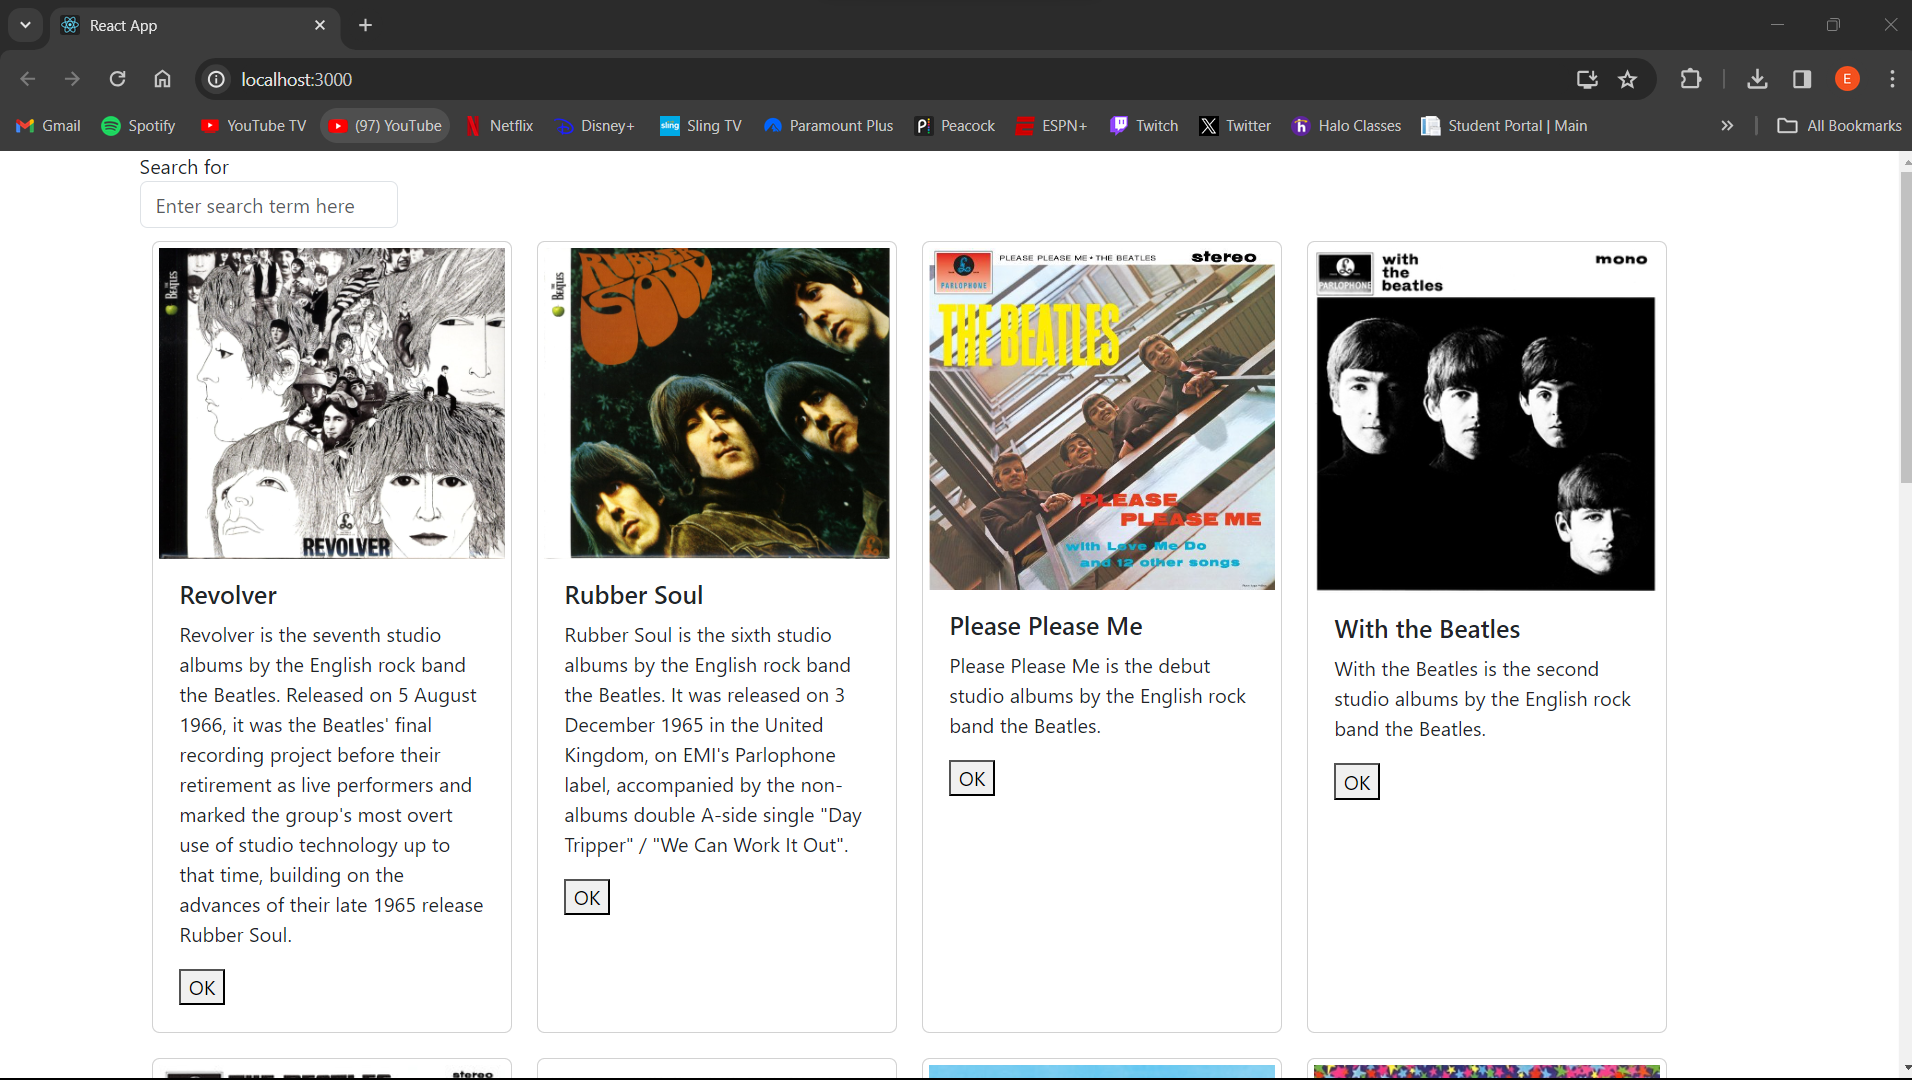 React App
localhost:3000
E
Gmail
Spotify
YouTube TV
(97) YouTube
Netflix
Disney+
sling
Sling TV
Paramount Plus
Peacock
ESPN+
Twitch
Twitter
Halo Classes
Student Portal | Main
All Bookmarks
Search for
Enter search term here
THE BEATLES
REVOLVER
Revolver
Revolver is the seventh studio
albums by the English rock band
the Beatles. Released on 5 August
1966, it was the Beatles' final
recording project before their
retirement as live performers and
marked the group's most overt
use of studio technology up to
that time, building on the
advances of their late 1965 release
Rubber Soul.
OK
THE BEATLES
RUBBER SOUL
Rubber Soul
Rubber Soul is the sixth studio
albums by the English rock band
the Beatles. It was released on 3
December 1965 in the United
Kingdom, on EMI's Parlophone
label, accompanied by the non-
albums double A-side single "Day
Tripper" / "We Can Work It Out".
OK
PARLOPHONE
PLEASE PLEASE ME • THE BEATLES
stereo
THE BEATLES
PLEASE
PLEASE ME
with Love Me Do
and 12 other songs
Please Please Me
Please Please Me is the debut
studio albums by the English rock
band the Beatles.
OK
PARLOPHONE
with
the
beatles
mono
With the Beatles
With the Beatles is the second
studio albums by the English rock
band the Beatles.
OK
THE BEATLES
stereo